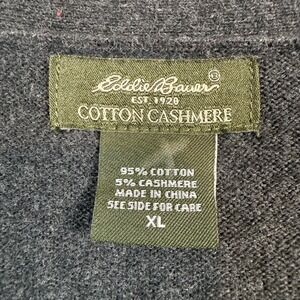 Eddie Bauer
EST. 1920
COTTON CASHMERE
95% COTTON
5% CASHMERE
MADE IN CHINA
SEE SIDE FOR CARE
XL